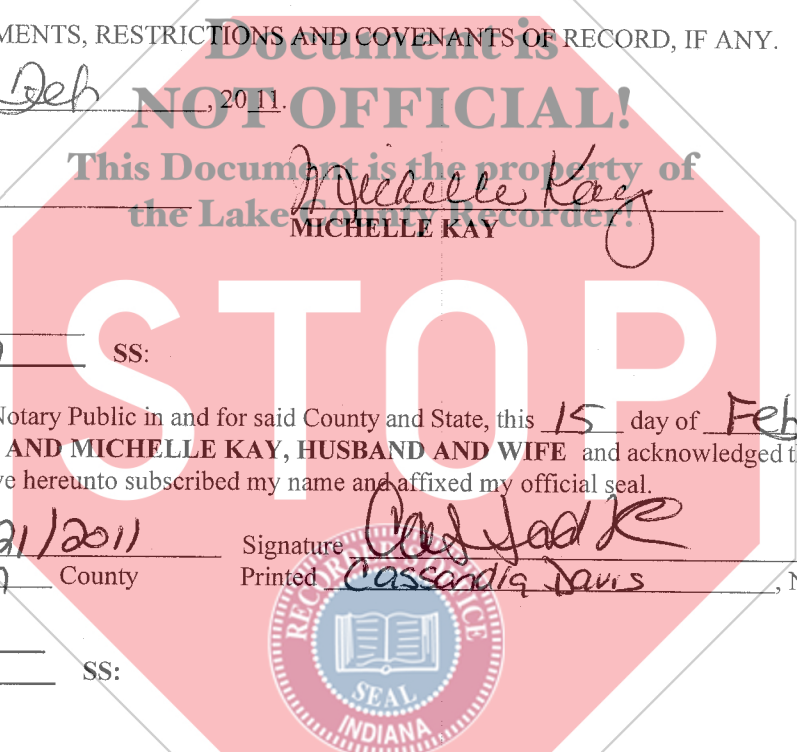 MENTS, RESTRICTIONS AND COVENANTS OF RECORD, IF ANY.
Document is
Feb, 2011.
NOT OFFICIAL!
This Document is the property of
the Lake County Recorder!
Michelle Kay
MICHELLE KAY
STOP
SS:
Notary Public in and for said County and State, this 15 day of Feb
AND MICHELLE KAY, HUSBAND AND WIFE and acknowledged t
ve hereunto subscribed my name and affixed my official seal.
21/2011 Signature
County Printed Cassandra Davis, N
RECORDER'S OFFICE
SEAL
INDIANA
SS: